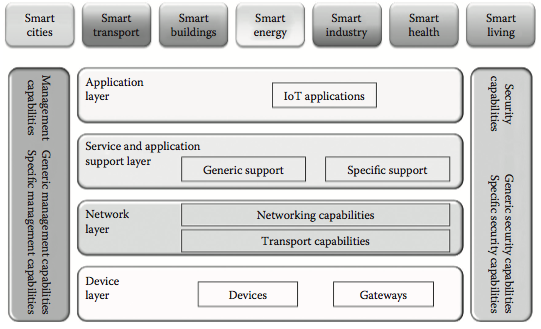 Smart
cities
Smart
transport
Smart
buildings
Smart
energy
Smart
industry
Smart
health
Smart
living
Management
capabilities
Generic management capabilities
Specific management capabilities
Application
layer
IoT applications
Service and application
support layer
Generic support
Specific support
Network
layer
Networking capabilities
Transport capabilities
Device
layer
Devices
Gateways
Security
capabilities
Generic security capabilities
Specific security capabilities